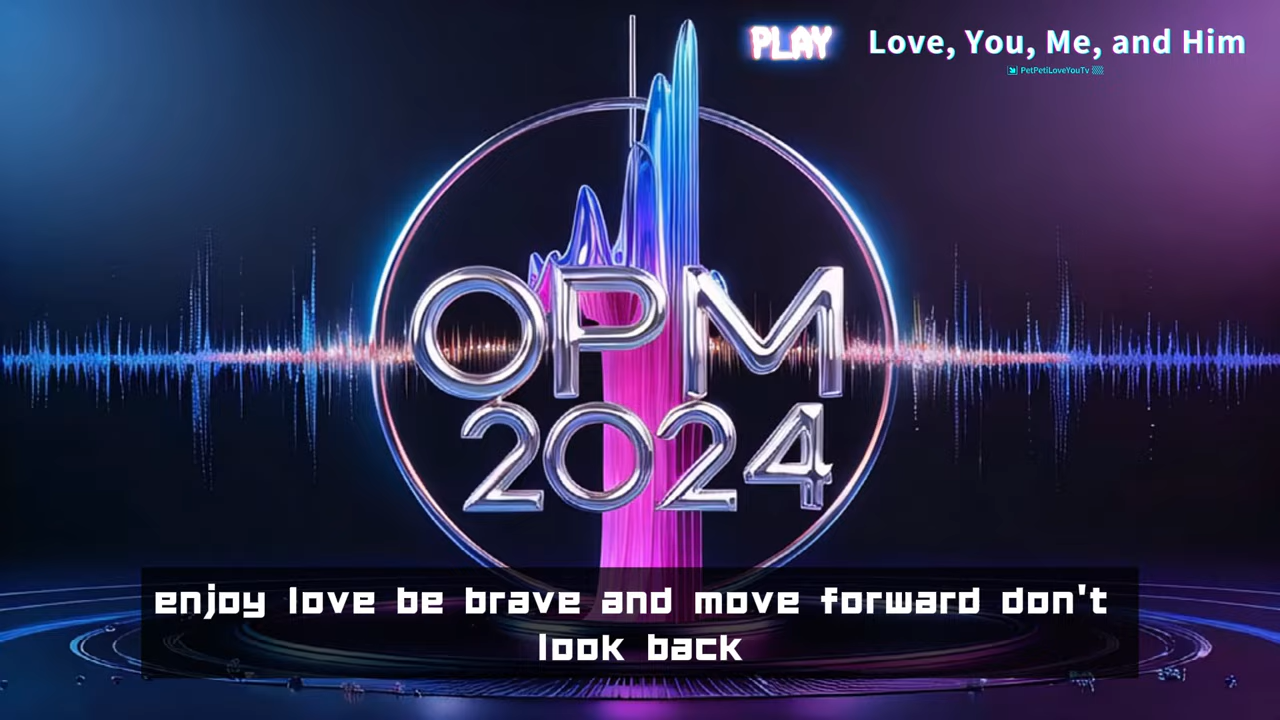 PLAY Love, You, Me, and Him
PetPetiLoveYouTv
OPM
2024
enjoy love be brave and move forward don't
look back